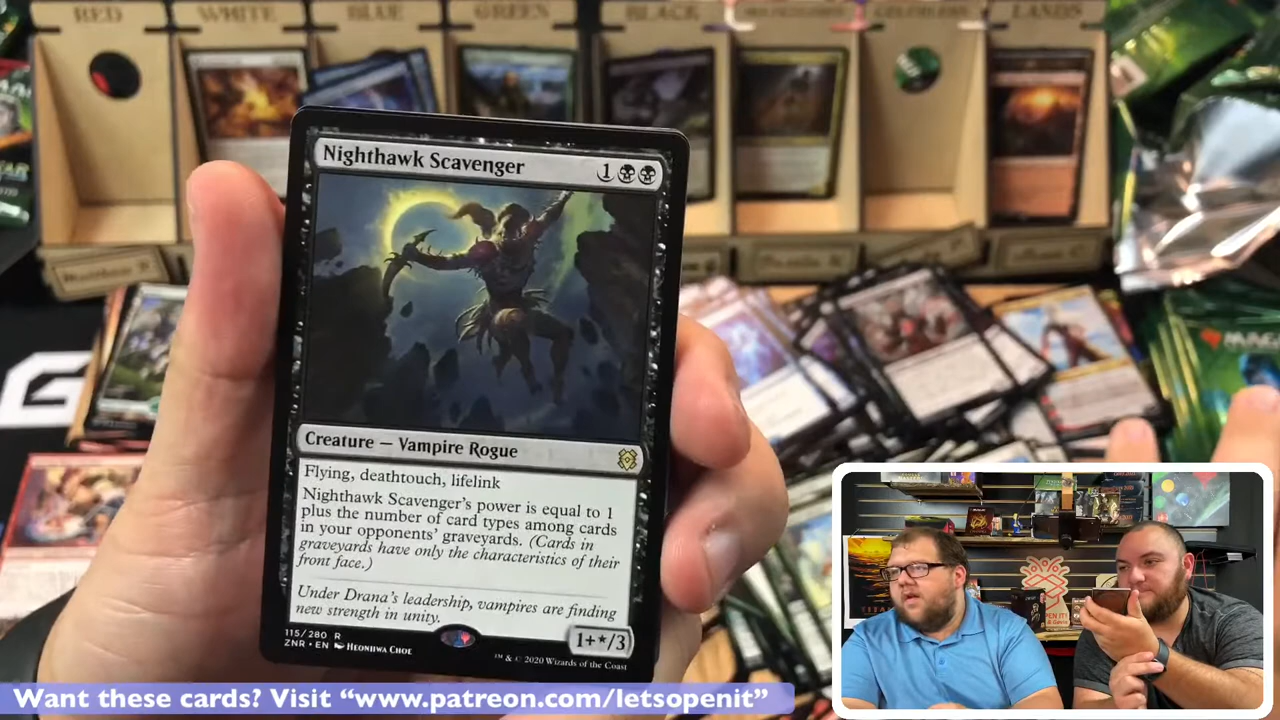 RED
WHITE
BLUE
GREEN
BLACK
LANDS
Nighthawk Scavenger
1
Creature — Vampire Rogue
Flying, deathtouch, lifelink
Nighthawk Scavenger's power is equal to 1
plus the number of card types among cards
in your opponents' graveyards. (Cards in
graveyards have only the characteristics of their
front face.)
Under Drana's leadership, vampires are finding
new strength in unity.
1+*/3
115/280 R
ZNR • EN HEONHWA CHOE
™ & © 2020 Wizards of the Coast
Want these cards? Visit “www.patreon.com/letsopenit”